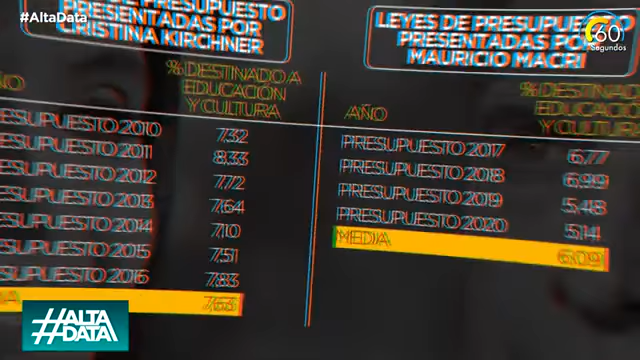 #AltaData
60
Segundos
DE PRESUPUESTO
PRESENTADAS POR
CRISTINA KIRCHNER
% DESTINADO A
EDUCACIÓN
Y CULTURA
PRESUPUESTO 2010 7,32
PRESUPUESTO 2011 8,33
PRESUPUESTO 2012 7,72
PRESUPUESTO 2013 7,64
PRESUPUESTO 2014 7,10
PRESUPUESTO 2015 7,51
PRESUPUESTO 2016 7,83
7,63
LEYES DE PRESUPUESTO
PRESENTADAS POR
MAURICIO MACRI
AÑO
% DESTINADO
EDUCACIÓN
Y CULTURA
PRESUPUESTO 2017 6,77
PRESUPUESTO 2018 6,99
PRESUPUESTO 2019 5,48
PRESUPUESTO 2020 5,14
MEDIA 6,09
#ALTA
DATA